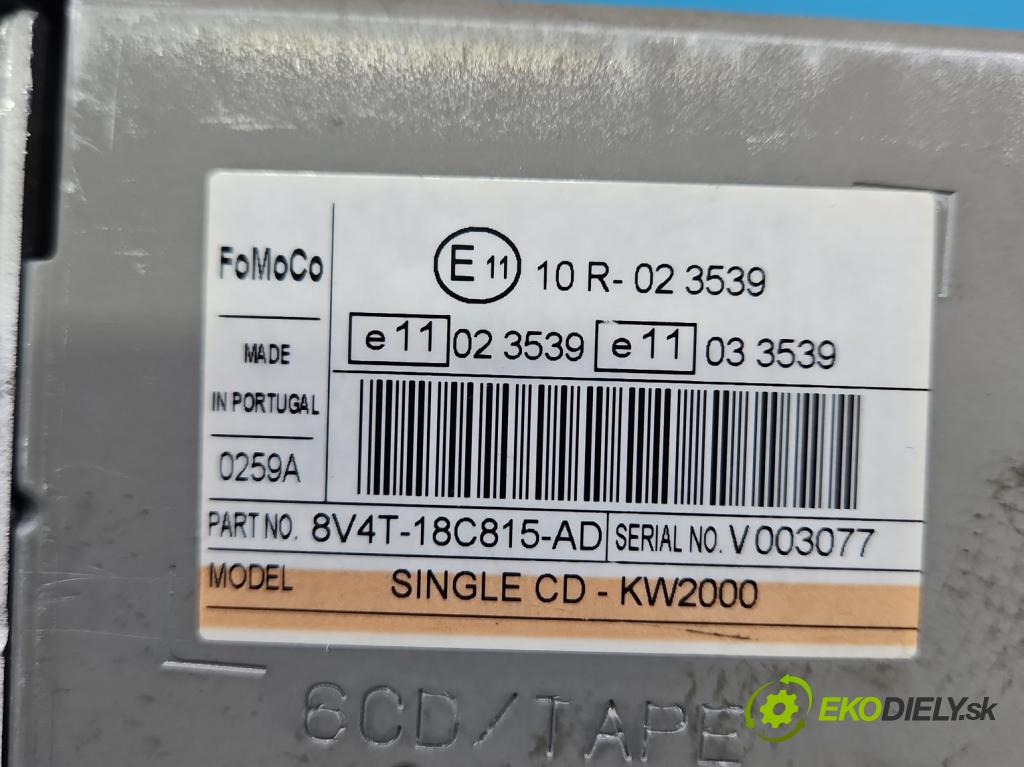 FoMoCo
MADE
IN PORTUGAL
0259A
E 11 10 R- 02 3539
e 11 02 3539 e 11 03 3539
PART NO. 8V4T-18C815-AD SERIAL NO. V 003077
MODEL SINGLE CD - KW2000
6CD/TAPE
EKODIELY.sk